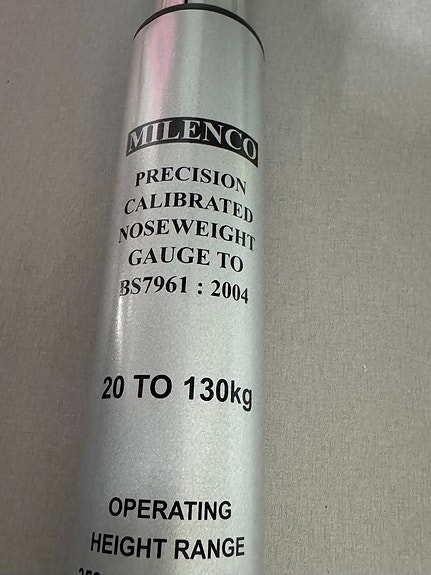 MILENCO
PRECISION
CALIBRATED
NOSEWEIGHT
GAUGE TO
BS7961 : 2004
20 TO 130kg
OPERATING
HEIGHT RANGE